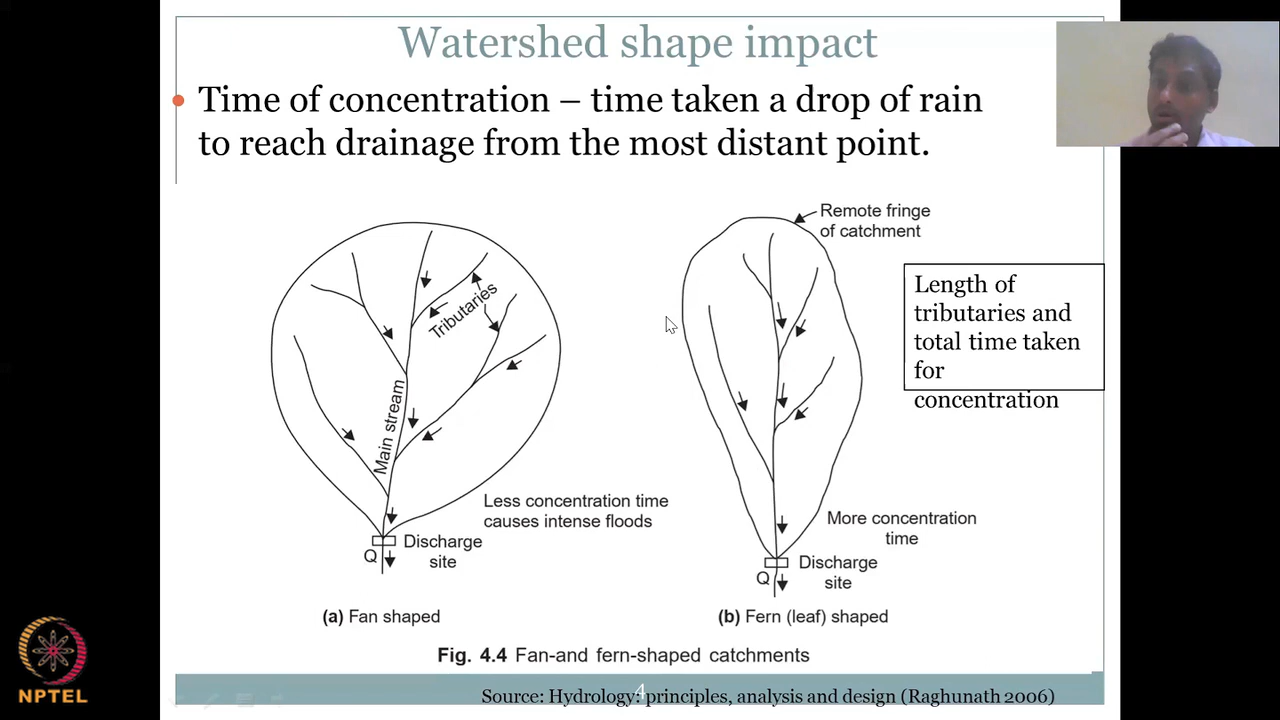 Watershed shape impact
Time of concentration – time taken a drop of rain
to reach drainage from the most distant point.
Tributaries
Main stream
Less concentration time
causes intense floods
Q
Discharge
site
(a) Fan shaped
Remote fringe
of catchment
Length of
tributaries and
total time taken
for
concentration
More concentration
time
Q
Discharge
site
(b) Fern (leaf) shaped
Fig. 4.4 Fan-and fern-shaped catchments
4
Source: Hydrology: principles, analysis and design (Raghunath 2006)
NPTEL